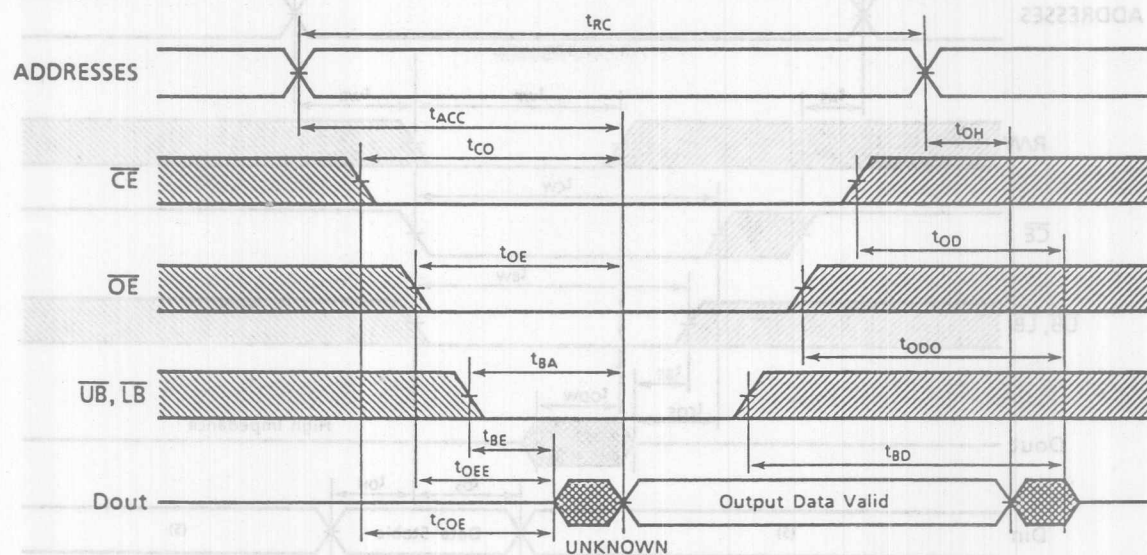 tRC
ADDRESSES
tACC
tOH
tCO
CE
tOD
tOE
OE
tODO
tBA
UB, LB
tBE
tBD
tOEE
Dout
Output Data Valid
tCOE
UNKNOWN